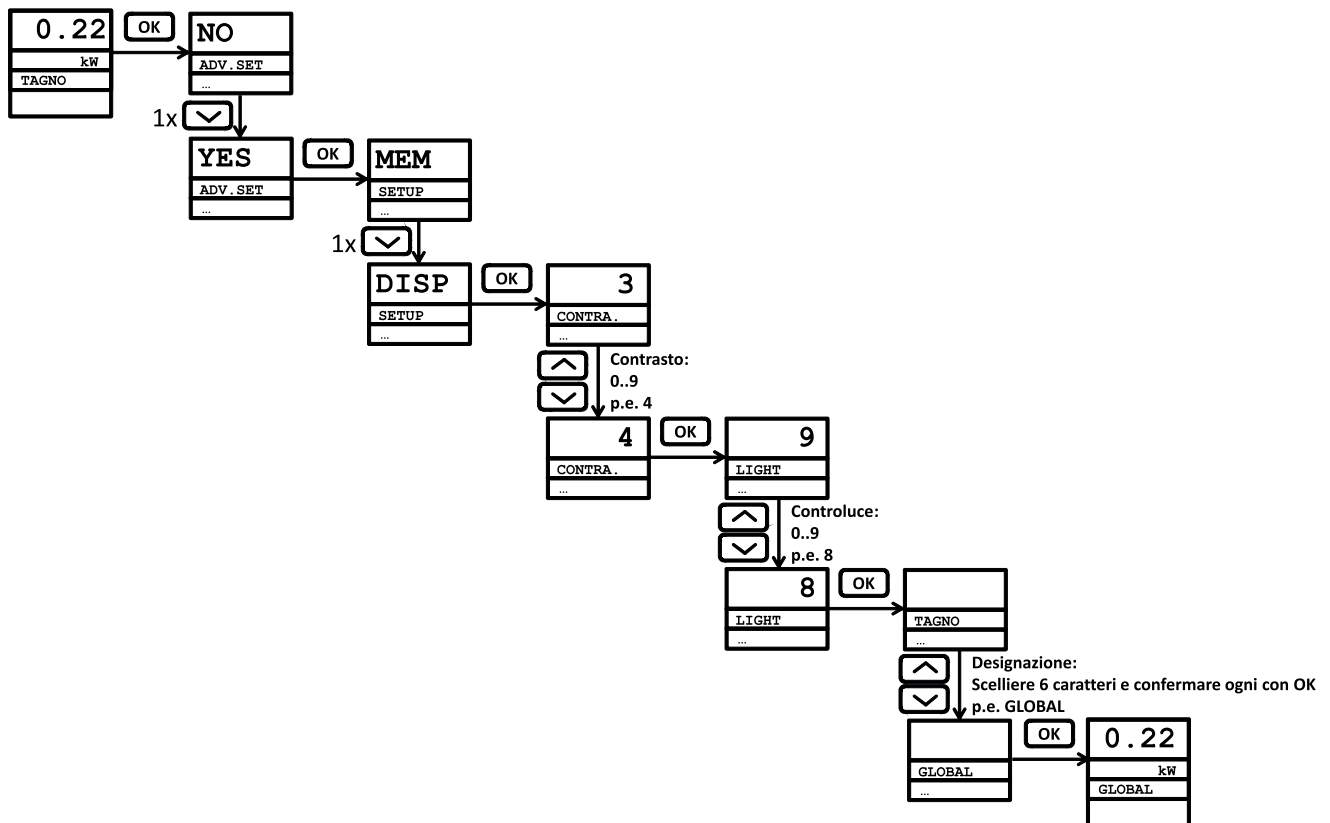 0.22
kW
TAGNO
OK
NO
ADV.SET
...
1x
YES
ADV.SET
...
OK
MEM
SETUP
...
1x
DISP
SETUP
...
OK
3
CONTRA.
...
Contrasto:
0..9
p.e. 4
4
CONTRA.
...
OK
9
LIGHT
...
Controluce:
0..9
p.e. 8
8
LIGHT
...
OK
TAGNO
...
Designazione:
Scelliere 6 caratteri e confermare ogni con OK
p.e. GLOBAL
GLOBAL
...
OK
0.22
kW
GLOBAL